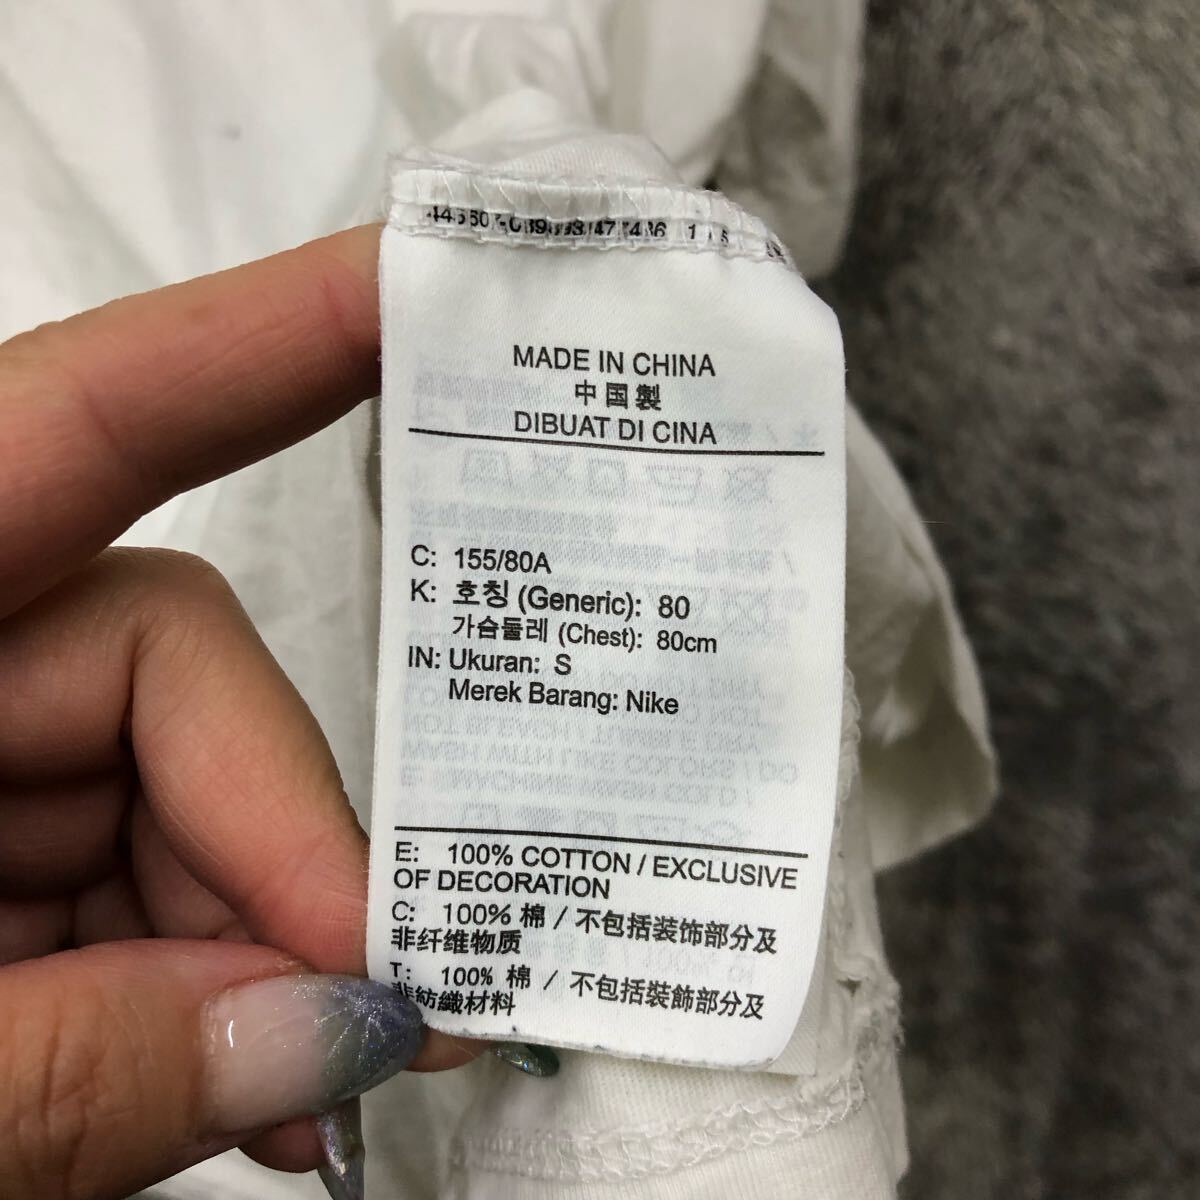 MADE IN CHINA
中国製
DIBUAT DI CINA
C: 155/80A
K: 호칭 (Generic): 80
가슴둘레 (Chest): 80cm
IN: Ukuran: S
Merek Barang: Nike
E: 100% COTTON / EXCLUSIVE
OF DECORATION
C: 100% 棉 / 不包括装饰部分及
非纤维物质
T: 100% 棉 / 不包括裝飾部分及
非紡織材料